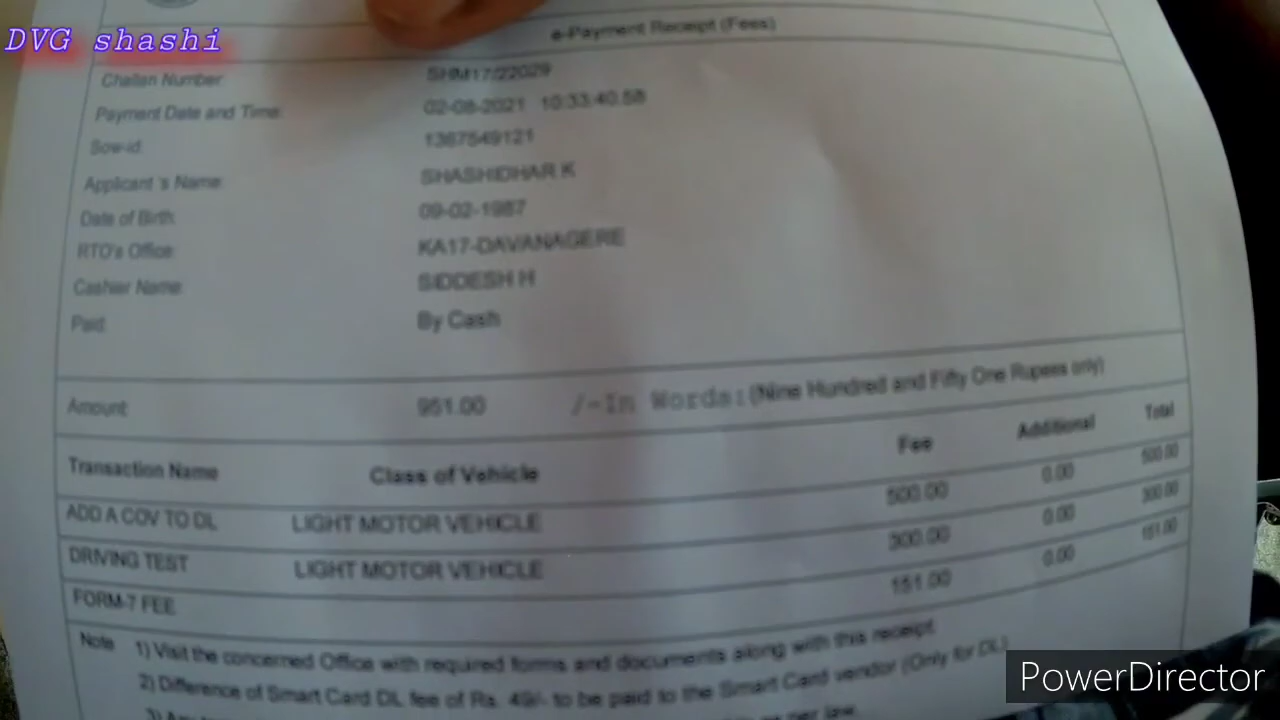 DVG shashi
e-Payment Receipt (Fees)
Challan Number: SHM17/22029
Payment Date and Time: 02-08-2021 10:33:40.58
Sow-id: 1367549121
Applicant 's Name: SHASHIDHAR K
Date of Birth: 09-02-1987
RTO's Office: KA17-DAVANAGERE
Cashier Name: SIDDESH H
Paid: By Cash
Amount: 951.00 /-In Words:(Nine Hundred and Fifty One Rupees only)
Transaction Name Class of Vehicle Fee Additional Total
ADD A COV TO DL LIGHT MOTOR VEHICLE 500.00 0.00 500.00
DRIVING TEST LIGHT MOTOR VEHICLE 300.00 0.00 300.00
FORM-7 FEE 151.00 0.00 151.00
Note 1) Visit the concerned Office with required forms and documents along with this receipt.
2) Difference of Smart Card DL fee of Rs. 49/- to be paid to the Smart Card vendor (Only for DL)
3) as per law.
PowerDirector